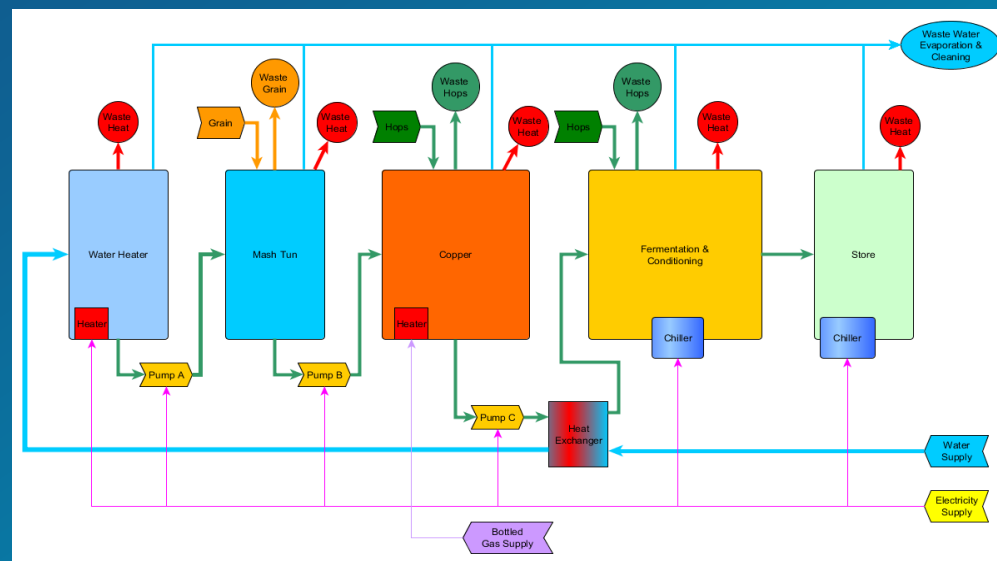 Waste Water
Evaporation &
Cleaning
Waste
Grain
Waste
Hops
Waste
Hops
Waste
Heat
Grain
Waste
Heat
Hops
Waste
Heat
Hops
Waste
Heat
Waste
Heat
Water Heater
Mash Tun
Copper
Fermentation &
Conditioning
Store
Heater
Heater
Chiller
Chiller
Pump A
Pump B
Pump C
Heat
Exchanger
Water
Supply
Electricity
Supply
Bottled
Gas Supply